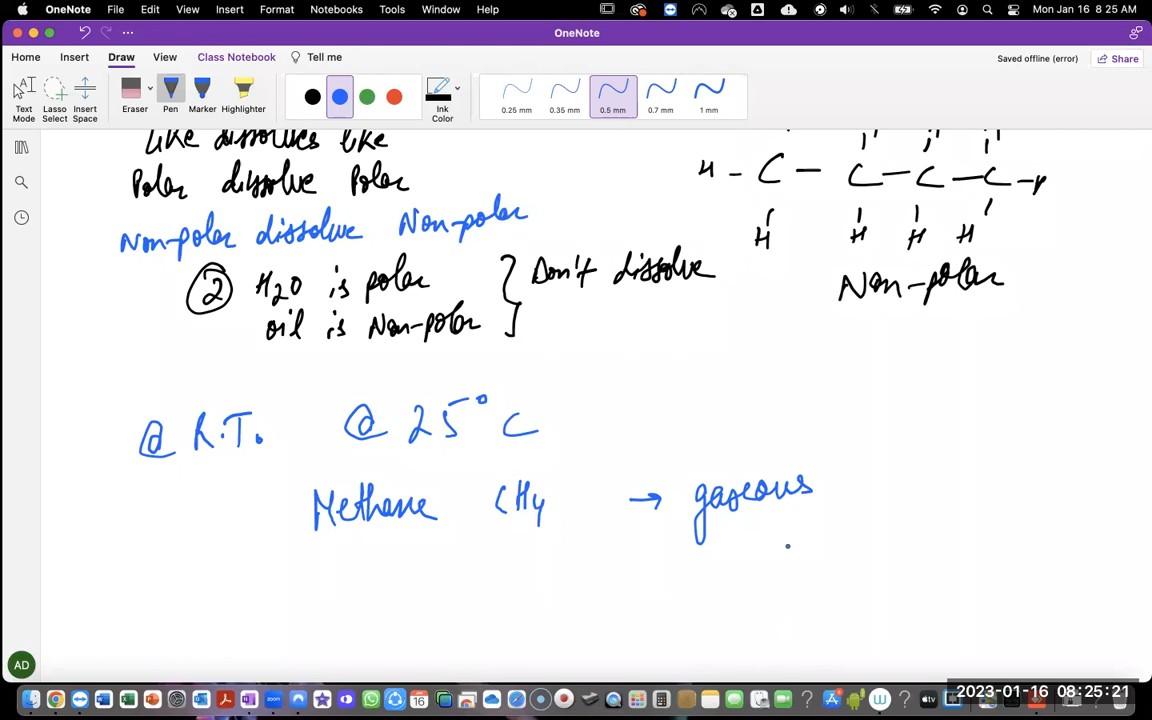 OneNote File Edit View Insert Format Notebooks Tools Window Help Mon Jan 16 8 25 AM
OneNote
Home Insert Draw View Class Notebook Tell me Saved offline (error) Share
Text Mode Lasso Select Insert Space Eraser Pen Marker Highlighter Ink Color 0.25 mm 0.35 mm 0.5 mm 0.7 mm 1 mm
Like dissolves like
Polar dissolve Polar
Non-polar dissolve Non-polar
H - C - C - C - C -
H H H H
② H2O is polar } Don't dissolve
oil is Non-polar
Non-polar
@ R.T. @ 25° C
Methane CH4 → gaseous
AD
2023-01-16 08:25:21